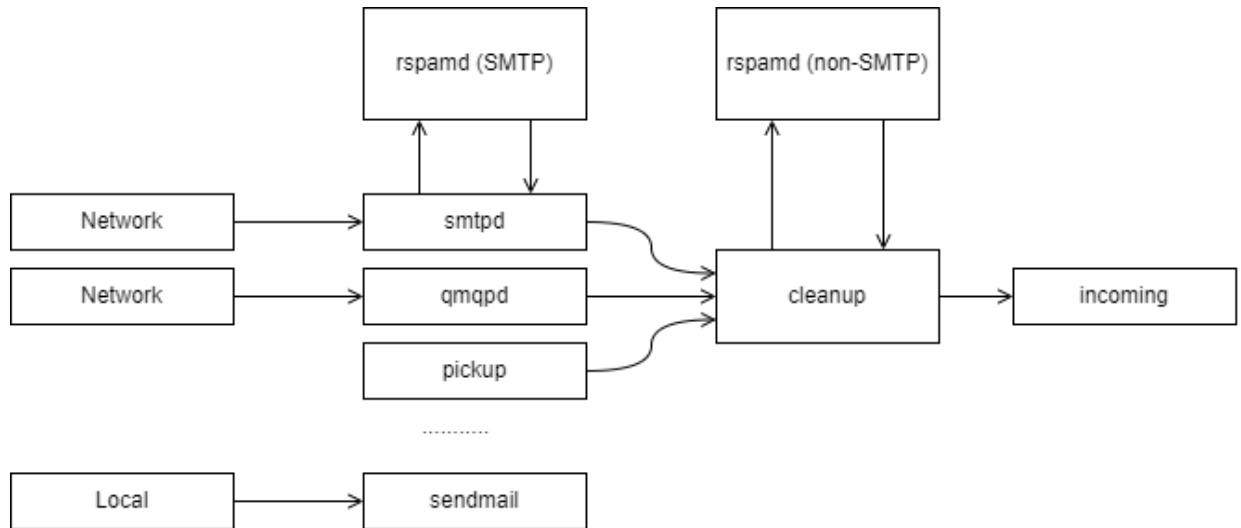 rspamd (SMTP)
rspamd (non-SMTP)
Network
smtpd
Network
qmqpd
cleanup
incoming
pickup
Local
sendmail